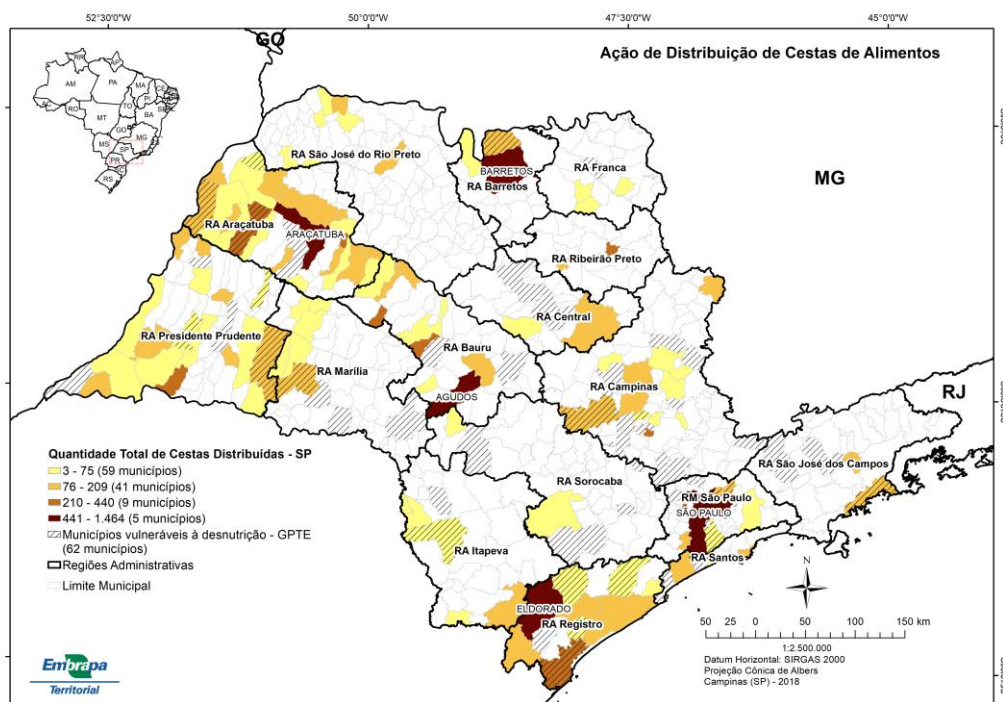 52°30'0"W
50°0'0"W
47°30'0"W
45°0'0"W
Ação de Distribuição de Cestas de Alimentos
GO
MG
RJ
RR
AP
AM
PA
MA
CE
PI
TO
RO
MT
BA
GO
MG
MS
SP
PR
SC
RS
RA São José do Rio Preto
BARRETOS
RA Barretos
RA Franca
RA Araçatuba
ARAÇATUBA
RA Ribeirão Preto
RA Central
RA Presidente Prudente
RA Bauru
RA Marília
RA Campinas
AGUDOS
RA São José dos Campos
RA Sorocaba
RM São Paulo
SÃO PAULO
RA Itapeva
RA Santos
ELDORADO
RA Registro
Quantidade Total de Cestas Distribuídas - SP
3 - 75 (59 municípios)
76 - 209 (41 municípios)
210 - 440 (9 municípios)
441 - 1.464 (5 municípios)
Municípios vulneráveis à desnutrição - GPTE
(62 municípios)
Regiões Administrativas
Limite Municipal
N
50 25 0 50 100 150 km
1:2.500.000
Datum Horizontal: SIRGAS 2000
Projeção Cônica de Albers
Campinas (SP) - 2018
Embrapa
Territorial